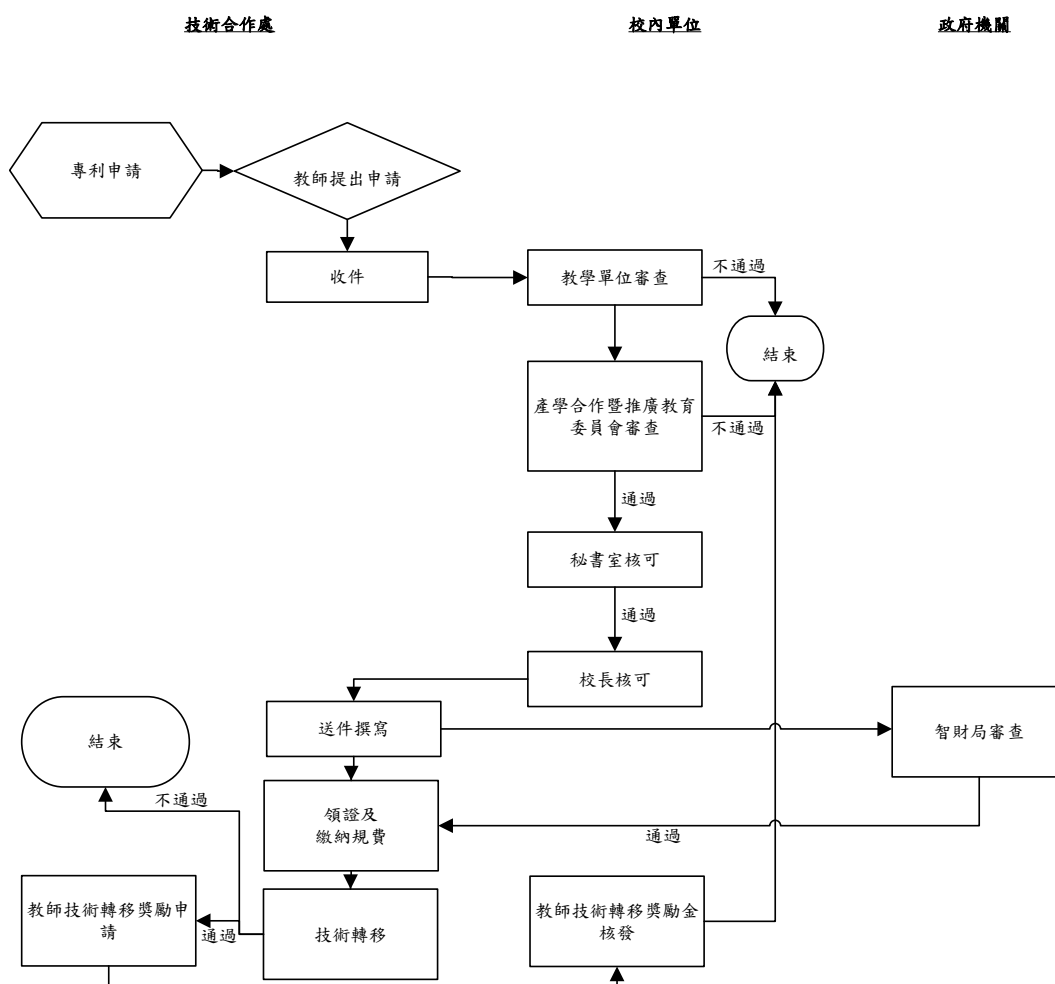 技術合作處
校內單位
政府機關
專利申請
教師提出申請
收件
教學單位審查
不通過
結束
產學合作暨推廣教育
委員會審查
不通過
通過
秘書室核可
通過
校長核可
送件撰寫
智財局審查
結束
不通過
領證及
繳納規費
通過
教師技術轉移獎勵申
請
通過
技術轉移
教師技術轉移獎勵金
核發